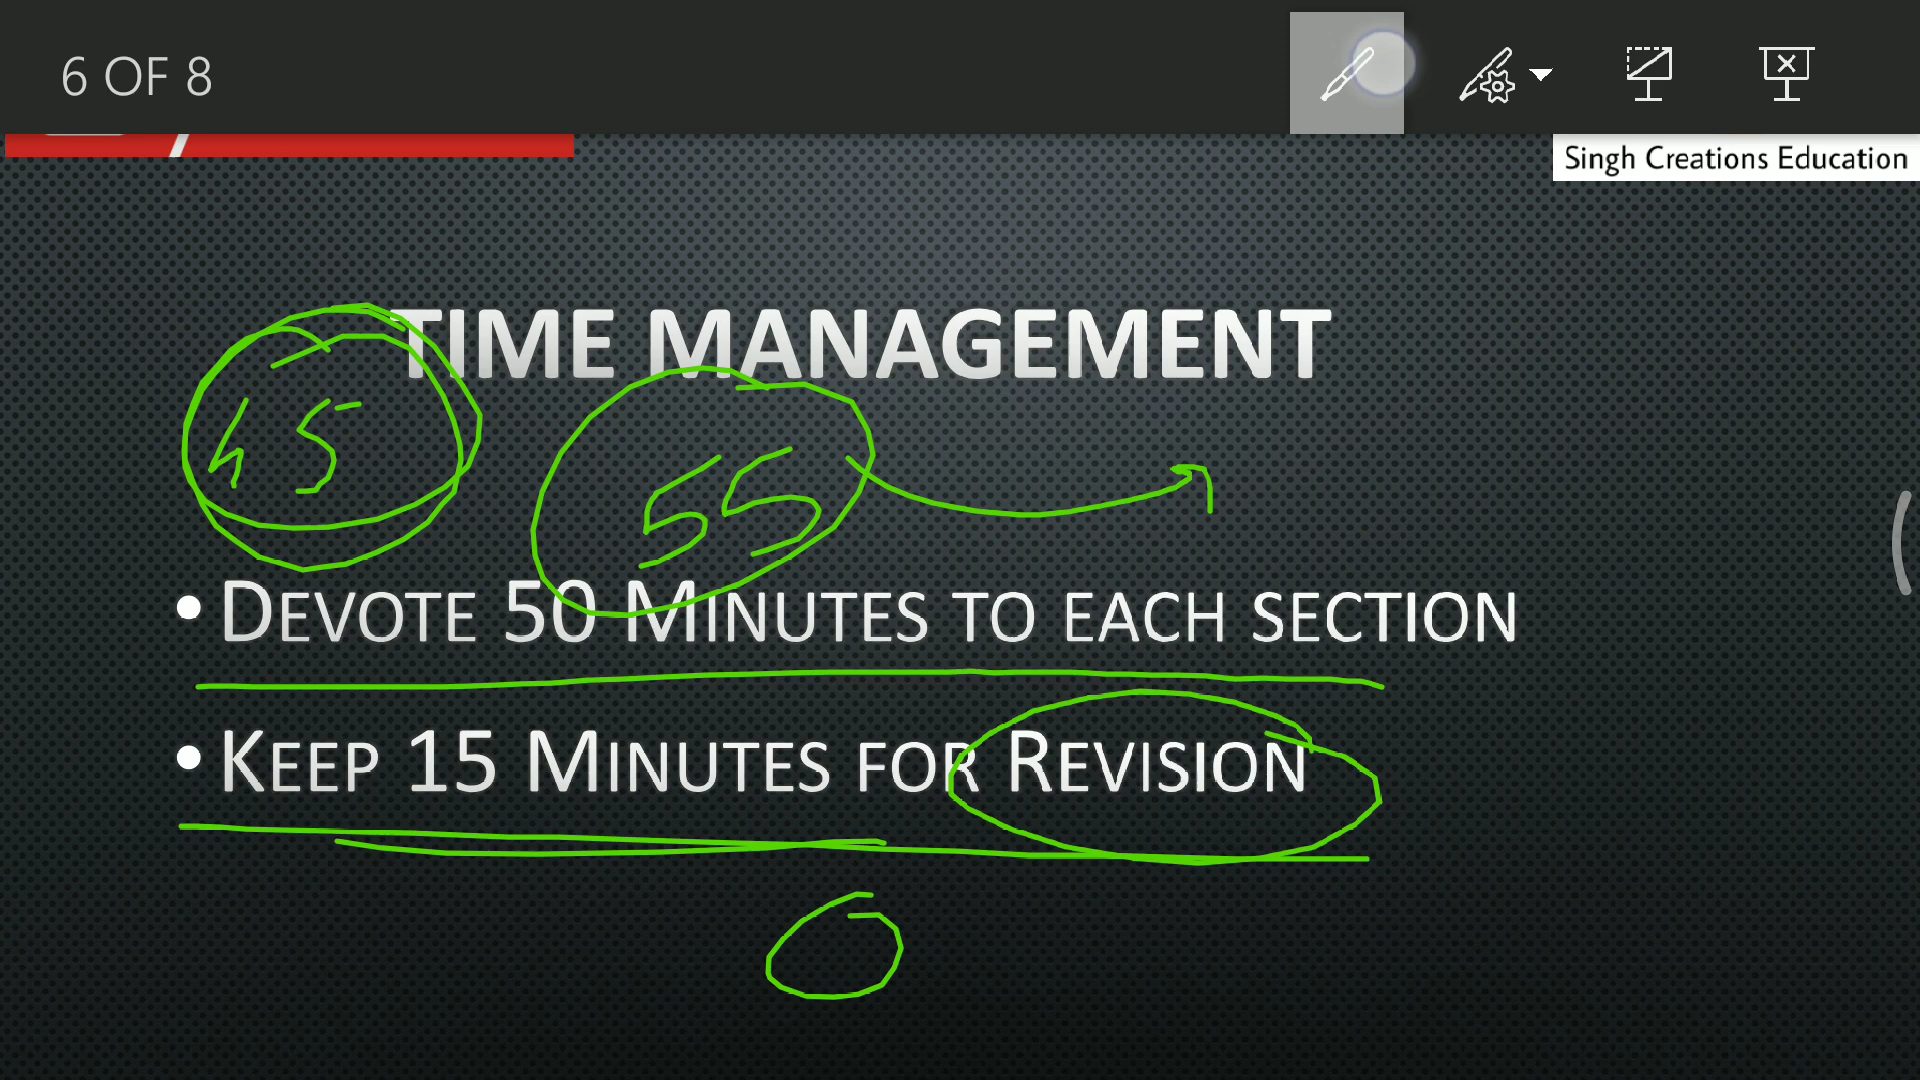 6 OF 8
Singh Creations Education
TIME MANAGEMENT
15
55
• DEVOTE 50 MINUTES TO EACH SECTION
• KEEP 15 MINUTES FOR REVISION